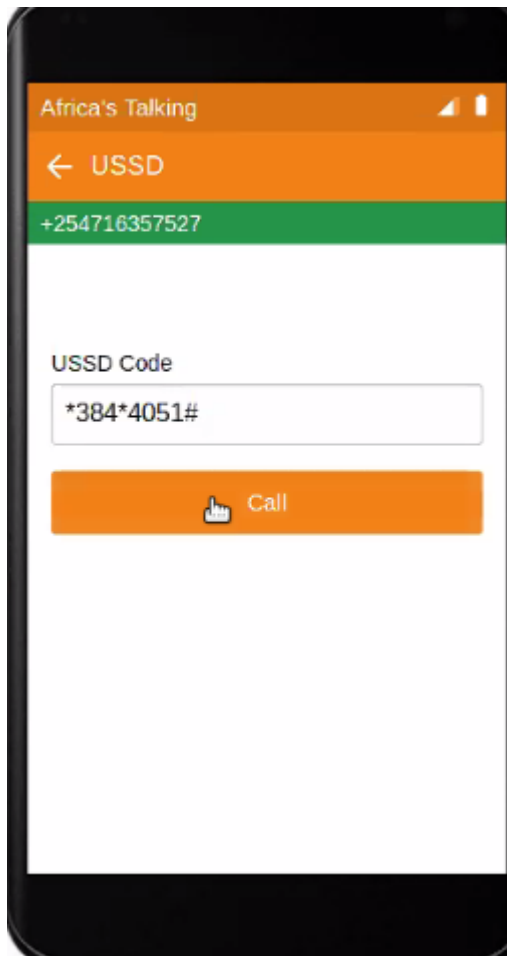 Africa's Talking
← USSD
+254716357527
USSD Code
*384*4051#
Call